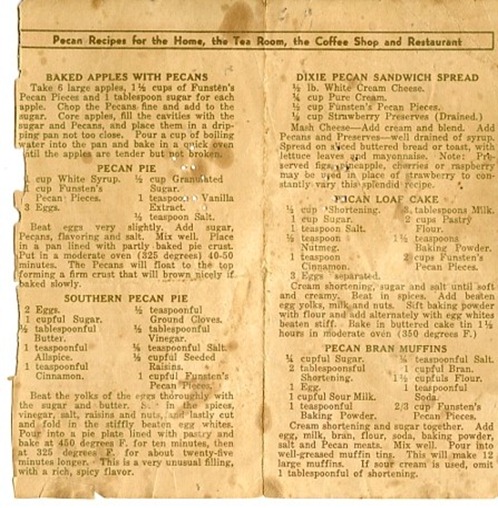 Pecan Recipes for the Home, the Tea Room, the Coffee Shop and Restaurant
BAKED APPLES WITH PECANS
Take 6 large apples, 1½ cups of Funsten's
Pecan Pieces and 1 tablespoon sugar for each
apple. Chop the Pecans fine and add to the
sugar. Core apples, fill the cavities with the
sugar and Pecans, and place them in a drip-
ping pan not too close. Pour a cup of boiling
water into the pan and bake in a quick oven
until the apples are tender but not broken.
PECAN PIE
cup White Syrup. ½ cup Granulated
cup Funsten's Sugar.
Pecan Pieces. 1 teaspoon Vanilla
3 Eggs. Extract.
½ teaspoon Salt.
Beat eggs very slightly. Add sugar,
Pecans, flavoring and salt. Mix well. Place
in a pan lined with partly baked pie crust.
Put in a moderate oven (325 degrees) 40-50
minutes. The Pecans will float to the top
forming a firm crust that will brown nicely if
baked slowly.
SOUTHERN PECAN PIE
2 Eggs. ½ teaspoonful
1 cupful Sugar. Ground Cloves.
tablespoonful ½ tablespoonful
Butter. Vinegar.
1 teaspoonful teaspoonful Salt.
Allspice. ½ cupful Seeded
1 teaspoonful Raisins.
Cinnamon. 1 cupful Funsten's
Pecan Pieces.
Beat the yolks of the eggs thoroughly with
the sugar and butter. in the spices,
vinegar, salt, raisins and nuts, and lastly cut
and fold in the stiffly beaten egg whites.
Pour into a pie plate lined with pastry and
bake at 450 degrees F. for ten minutes, then
at 325 degrees F. for about twenty-five
minutes longer. This is a very unusual filling,
with a rich, spicy flavor.
DIXIE PECAN SANDWICH SPREAD
½ lb. White Cream Cheese.
cup Pure Cream.
½ cup Funsten's Pecan Pieces.
½ cup Strawberry Preserves (Drained.)
Mash Cheese—Add cream and blend. Add
Pecans and Preserves—well drained of syrup.
Spread on sliced buttered bread or toast, with
lettuce leaves and mayonnaise. Note: Pre-
served figs, pineapple, cherries or raspberry
may be used in place of strawberry to con-
stantly vary this splendid recipe.
PECAN LOAF CAKE
½ cup Shortening. tablespoons Milk.
1 cup Sugar. 2 cups Pastry
1 teaspoon Salt Flour.
½ teaspoon 1½ teaspoons
Nutmeg. Baking Powder.
1 teaspoon cups Funsten's
Cinnamon. Pecan Pieces.
3 Eggs separated.
Cream shortening, sugar and salt until soft
and creamy. Beat in spices. Add beaten
egg yolks, milk and nuts. Sift baking powder
with flour and add alternately with egg whites
beaten stiff. Bake in buttered cake tin 1½
hours in moderate oven (350 degrees F.)
PECAN BRAN MUFFINS
¼ cupful Sugar. teaspoonful Salt.
2 tablespoonsful 1 cupful Bran.
Shortening. 1½ cupfuls Flour.
1 Egg. teaspoonful
1 cupful Sour Milk. Soda.
1 teaspoonful 2/3 cup Funsten's
Baking Powder. Pecan Pieces.
Cream shortening and sugar together. Add
egg, milk, bran, flour, soda, baking powder,
salt and Pecan meats. Mix well. Pour into
well-greased muffin tins. This will make 12
large muffins. If sour cream is used, omit
1 tablespoonful of shortening.